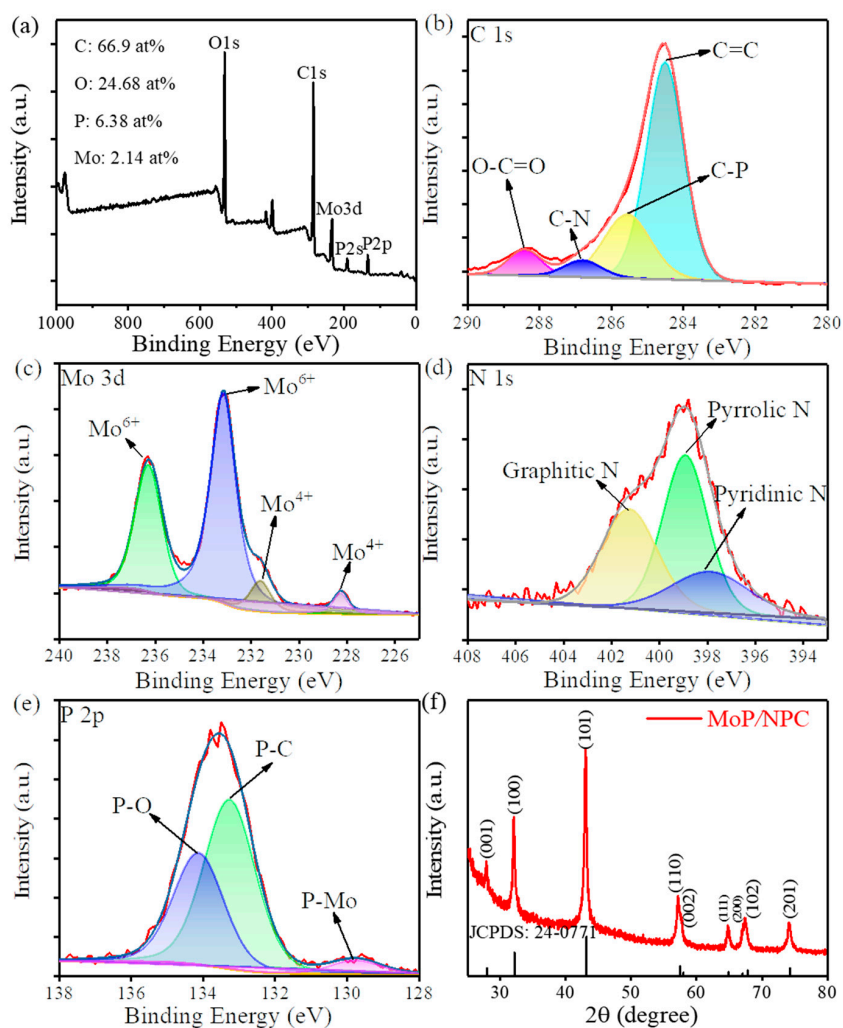 (a)
C: 66.9 at%
O: 24.68 at%
P: 6.38 at%
Mo: 2.14 at%
O1s
C1s
Mo3d
P2s
P2p
Intensity (a.u.)
1000 800 600 400 200 0
Binding Energy (eV)
(b)
C 1s
C=C
C-P
C-N
O-C=O
Intensity (a.u.)
290 288 286 284 282 280
Binding Energy (eV)
(c)
Mo 3d
Mo6+
Mo6+
Mo4+
Mo4+
Intensity (a.u.)
240 238 236 234 232 230 228 226
Binding Energy (eV)
(d)
N 1s
Pyrrolic N
Graphitic N
Pyridinic N
Intensity (a.u.)
408 406 404 402 400 398 396 394
Binding Energy (eV)
(e)
P 2p
P-C
P-O
P-Mo
Intensity (a.u.)
138 136 134 132 130 128
Binding Energy (eV)
(f)
MoP/NPC
(001)
(100)
(101)
(110)
(002)
(111)
(200)
(102)
(201)
JCPDS: 24-0771
Intensity (a.u.)
30 40 50 60 70 80
2θ (degree)